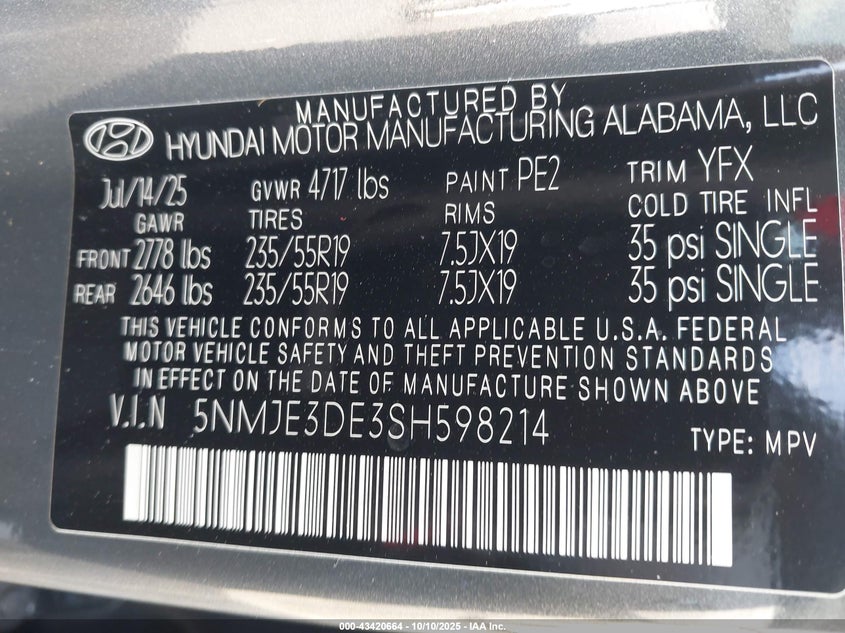 MANUFACTURED BY
HYUNDAI MOTOR MANUFACTURING ALABAMA, LLC
Jul/14/25 GVWR 4717 lbs PAINT PE2 TRIM YFX
GAWR TIRES RIMS COLD TIRE INFL
FRONT 2778 lbs 235/55R19 7.5JX19 35 psi SINGLE
REAR 2646 lbs 235/55R19 7.5JX19 35 psi SINGLE
THIS VEHICLE CONFORMS TO ALL APPLICABLE U.S.A. FEDERAL
MOTOR VEHICLE SAFETY AND THEFT PREVENTION STANDARDS
IN EFFECT ON THE DATE OF MANUFACTURE SHOWN ABOVE
V.I.N 5NMJE3DE3SH598214 TYPE: MPV
000-43420664 - 10/10/2025 - IAA Inc.